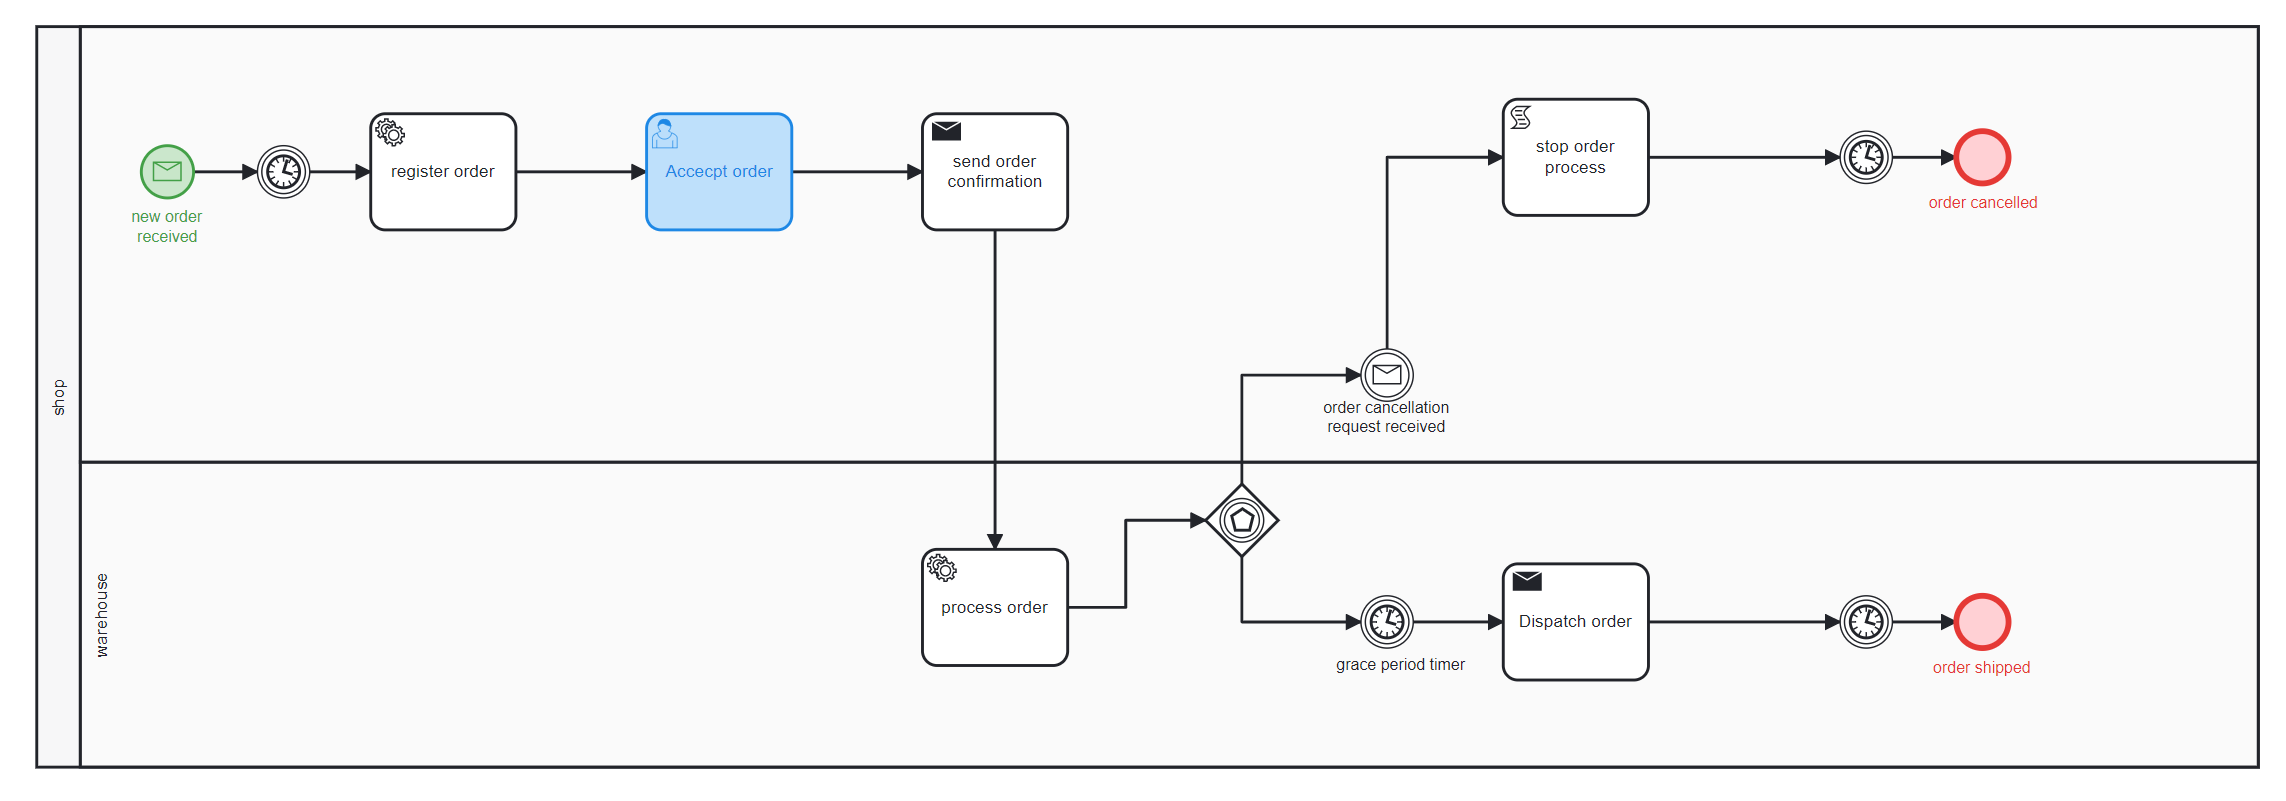 shop
new order
received
register order
Accecpt order
send order
confirmation
stop order
process
order cancelled
order cancellation
request received
warehouse
process order
grace period timer
Dispatch order
order shipped